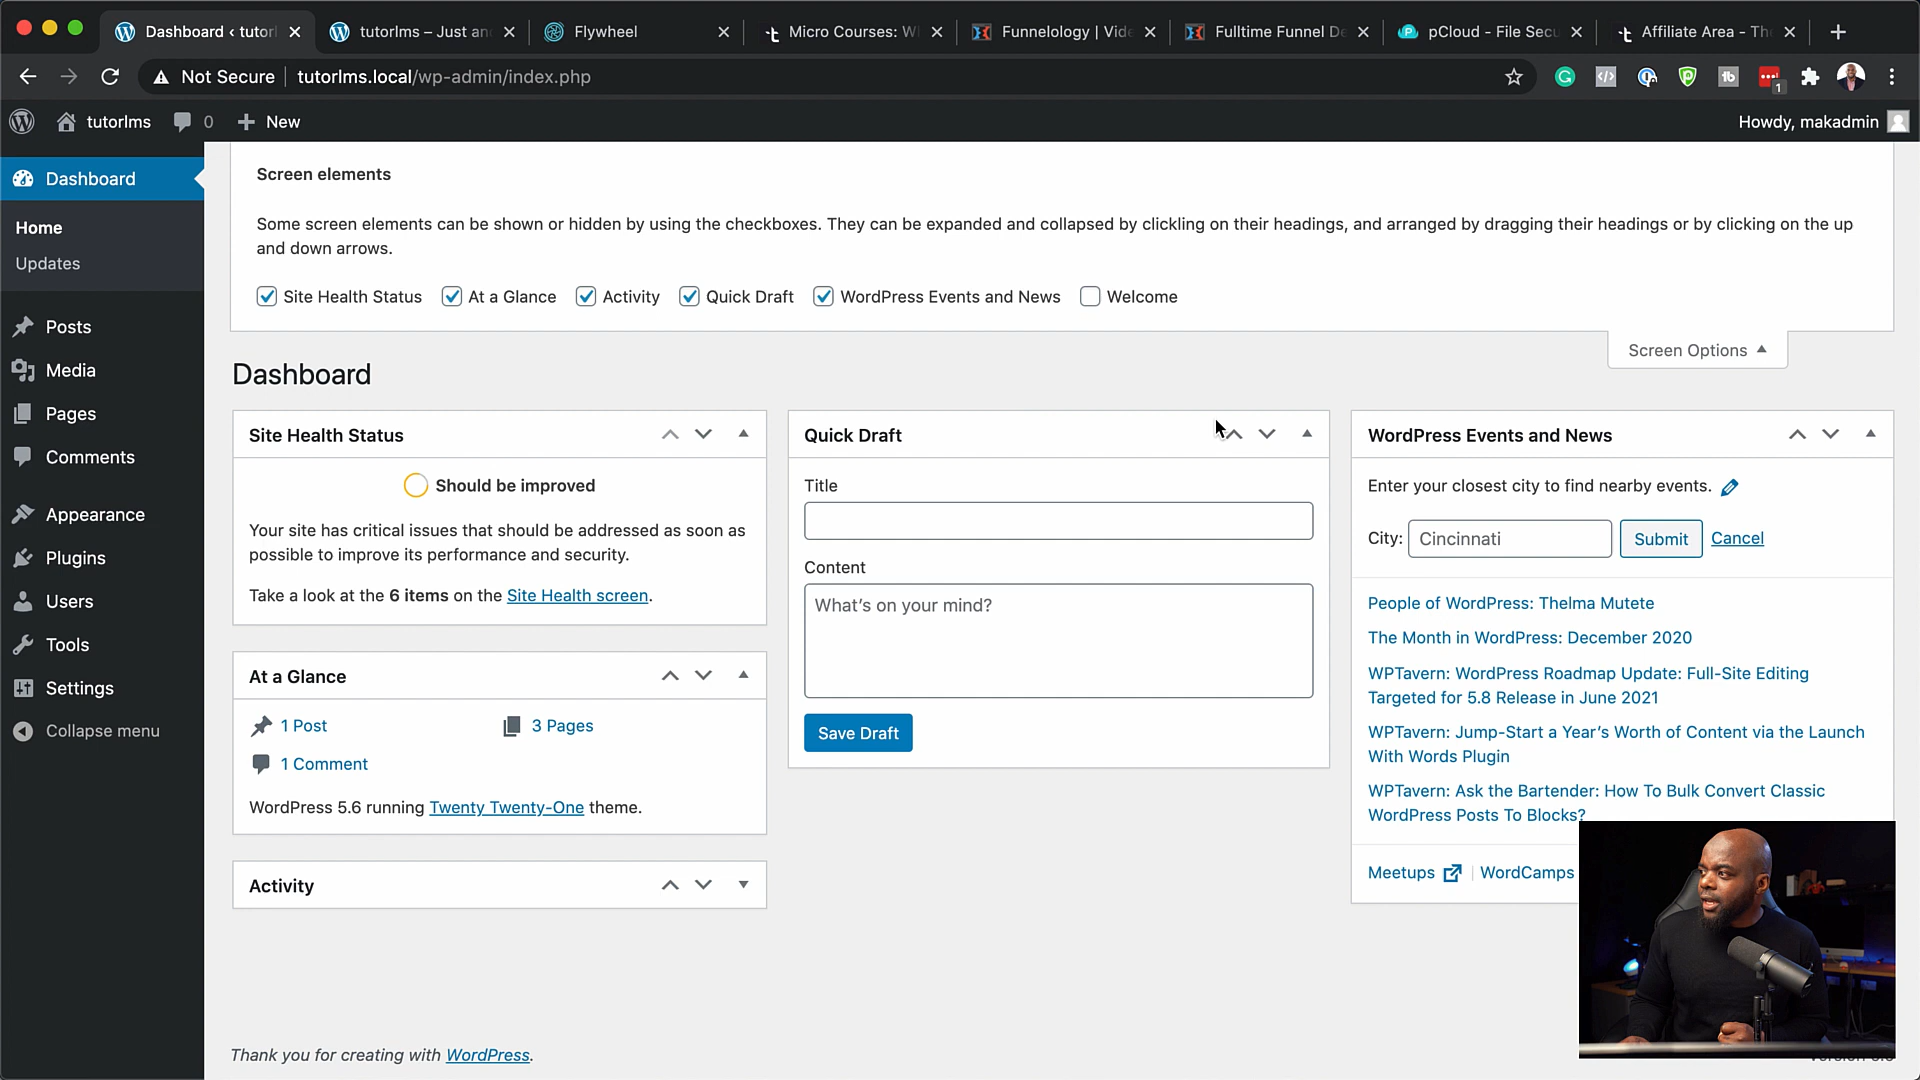 Dashboard ‹ tutor
tutorlms – Just an
Flywheel
Micro Courses: W
Funnelology | Vid
Fulltime Funnel De
pCloud - File Secu
Affiliate Area - Th
Not Secure
tutorlms.local/wp-admin/index.php
1
tutorlms
0
New
Howdy, makadmin
Dashboard
Home
Updates
Posts
Media
Pages
Comments
Appearance
Plugins
Users
Tools
Settings
Collapse menu
Screen elements
Some screen elements can be shown or hidden by using the checkboxes. They can be expanded and collapsed by clickling on their headings, and arranged by dragging their headings or by clicking on the up
and down arrows.
Site Health Status
At a Glance
Activity
Quick Draft
WordPress Events and News
Welcome
Screen Options
Dashboard
Site Health Status
Should be improved
Your site has critical issues that should be addressed as soon as
possible to improve its performance and security.
Take a look at the 6 items on the Site Health screen.
At a Glance
1 Post
3 Pages
1 Comment
WordPress 5.6 running Twenty Twenty-One theme.
Activity
Quick Draft
Title
Content
What's on your mind?
Save Draft
WordPress Events and News
Enter your closest city to find nearby events.
City:
Cincinnati
Submit
Cancel
People of WordPress: Thelma Mutete
The Month in WordPress: December 2020
WPTavern: WordPress Roadmap Update: Full-Site Editing
Targeted for 5.8 Release in June 2021
WPTavern: Jump-Start a Year's Worth of Content via the Launch
With Words Plugin
WPTavern: Ask the Bartender: How To Bulk Convert Classic
WordPress Posts To Blocks?
Meetups
WordCamps
Thank you for creating with WordPress.